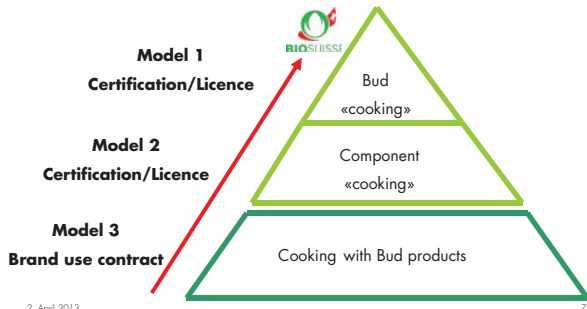 BIOSUISSE
Model 1
Certification/Licence
Bud
«cooking»
Model 2
Certification/Licence
Component
«cooking»
Model 3
Brand use contract
Cooking with Bud products
2. April 2013
7